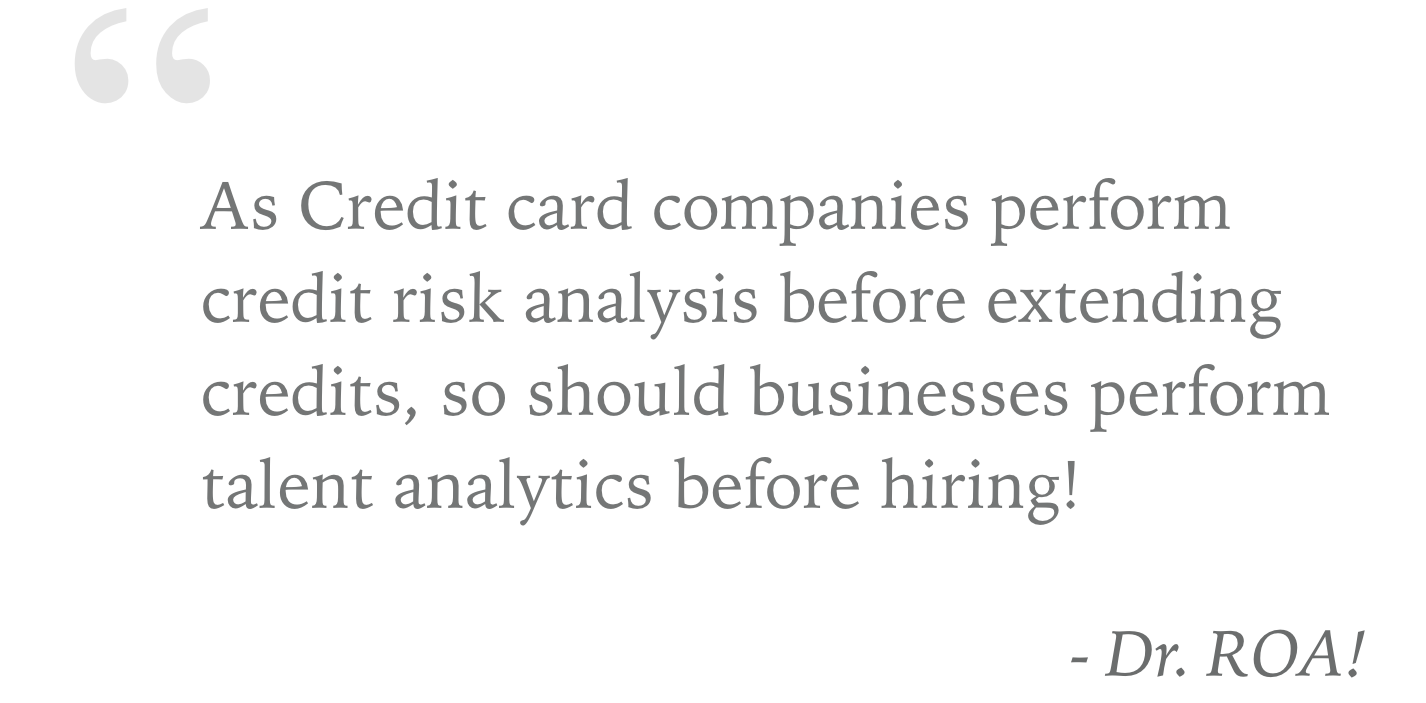 “
As Credit card companies perform
credit risk analysis before extending
credits, so should businesses perform
talent analytics before hiring!
- Dr. ROA!